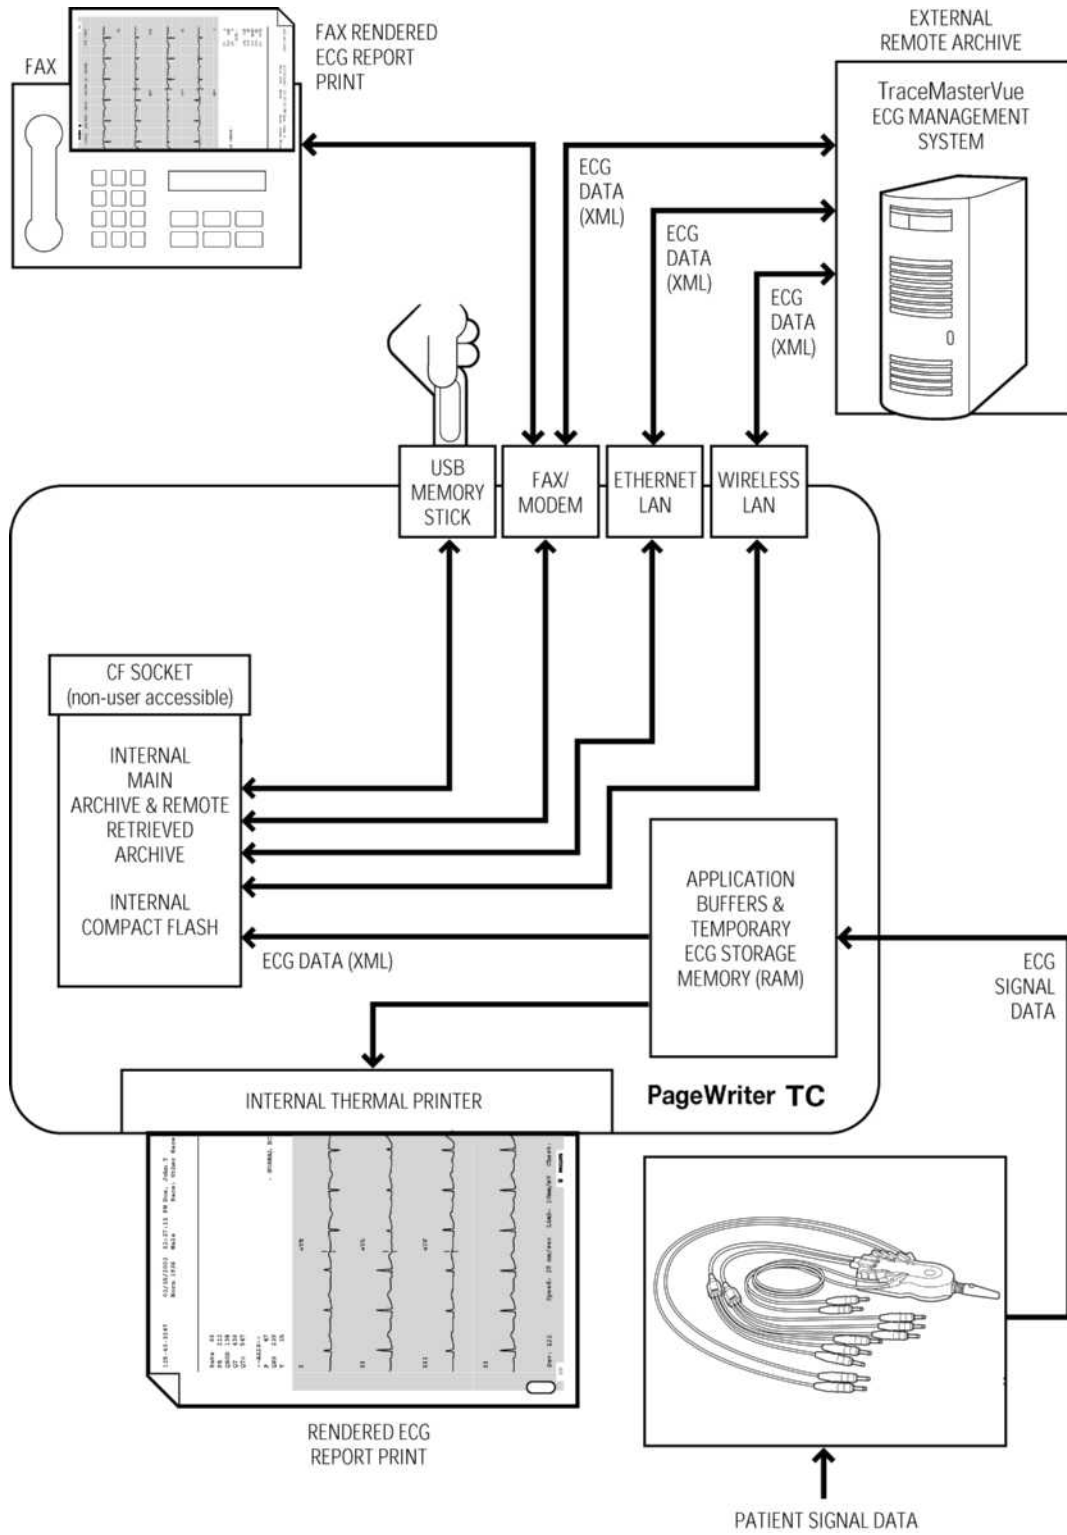 FAX
FAX RENDERED
ECG REPORT
PRINT
EXTERNAL
REMOTE ARCHIVE
TraceMasterVue
ECG MANAGEMENT
SYSTEM
ECG
DATA
(XML)
ECG
DATA
(XML)
ECG
DATA
(XML)
USB
MEMORY
STICK
FAX/
MODEM
ETHERNET
LAN
WIRELESS
LAN
CF SOCKET
(non-user accessible)
INTERNAL
MAIN
ARCHIVE & REMOTE
RETRIEVED
ARCHIVE
INTERNAL
COMPACT FLASH
ECG DATA (XML)
APPLICATION
BUFFERS &
TEMPORARY
ECG STORAGE
MEMORY (RAM)
ECG
SIGNAL
DATA
PageWriter TC
INTERNAL THERMAL PRINTER
RENDERED ECG
REPORT PRINT
PATIENT SIGNAL DATA